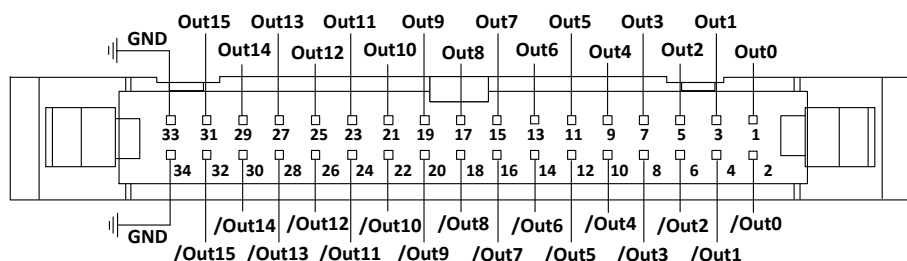 Out15 Out13 Out11 Out9 Out7 Out5 Out3 Out1
GND Out14 Out12 Out10 Out8 Out6 Out4 Out2 Out0
33 31 29 27 25 23 21 19 17 15 13 11 9 7 5 3 1
34 32 30 28 26 24 22 20 18 16 14 12 10 8 6 4 2
GND /Out14 /Out12 /Out10 /Out8 /Out6 /Out4 /Out2 /Out0
/Out15 /Out13 /Out11 /Out9 /Out7 /Out5 /Out3 /Out1